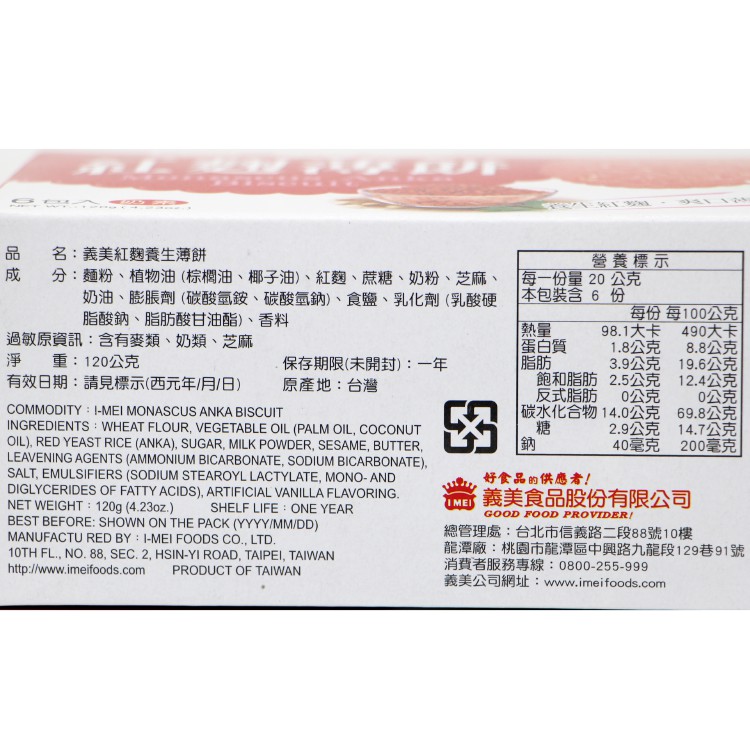 6包入 奶素
品 名：義美紅麴養生薄餅
成 分：麵粉、植物油 (棕櫚油、椰子油)、紅麴、蔗糖、奶粉、芝麻、
奶油、膨脹劑 (碳酸氫銨、碳酸氫鈉)、食鹽、乳化劑 (乳酸硬
脂酸鈉、脂肪酸甘油酯)、香料
過敏原資訊：含有麥類、奶類、芝麻
淨 重：120公克 保存期限(未開封)：一年
有效日期：請見標示(西元年/月/日) 原產地：台灣
COMMODITY：I-MEI MONASCUS ANKA BISCUIT
INGREDIENTS：WHEAT FLOUR, VEGETABLE OIL (PALM OIL, COCONUT
OIL), RED YEAST RICE (ANKA), SUGAR, MILK POWDER, SESAME, BUTTER,
LEAVENING AGENTS (AMMONIUM BICARBONATE, SODIUM BICARBONATE),
SALT, EMULSIFIERS (SODIUM STEAROYL LACTYLATE, MONO- AND
DIGLYCERIDES OF FATTY ACIDS), ARTIFICIAL VANILLA FLAVORING.
NET WEIGHT：120g (4.23oz.) SHELF LIFE：ONE YEAR
BEST BEFORE: SHOWN ON THE PACK (YYYY/MM/DD)
MANUFACTU RED BY：I-MEI FOODS CO., LTD.
10TH FL., NO. 88, SEC. 2, HSIN-YI ROAD, TAIPEI, TAIWAN
http://www.imeifoods.com PRODUCT OF TAIWAN
營養標示
每一份量 20 公克
本包裝含 6 份
每份 每100公克
熱量 98.1大卡 490大卡
蛋白質 1.8公克 8.8公克
脂肪 3.9公克 19.6公克
飽和脂肪 2.5公克 12.4公克
反式脂肪 0公克 0公克
碳水化合物 14.0公克 69.8公克
糖 2.9公克 14.7公克
鈉 40毫克 200毫克
好食品的供應者!
I MEI 義美食品股份有限公司
GOOD FOOD PROVIDER!
總管理處：台北市信義路二段88號10樓
龍潭廠：桃園市龍潭區中興路九龍段129巷91號
消費者服務專線：0800-255-999
義美公司網址：www.imeifoods.com